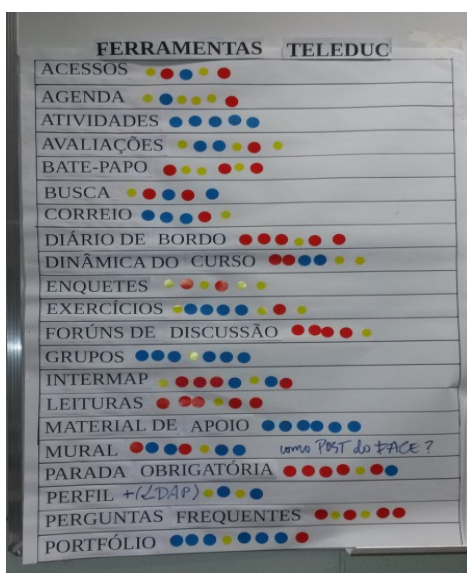 FERRAMENTAS TELEDUC
ACESSOS
AGENDA
ATIVIDADES
AVALIAÇÕES
BATE-PAPO
BUSCA
CORREIO
DIÁRIO DE BORDO
DINÂMICA DO CURSO
ENQUETES
EXERCÍCIOS
FORÚNS DE DISCUSSÃO
GRUPOS
INTERMAP
LEITURAS
MATERIAL DE APOIO
MURAL como POST do FACE?
PARADA OBRIGATÓRIA
PERFIL +(LDAP)
PERGUNTAS FREQUENTES
PORTFÓLIO